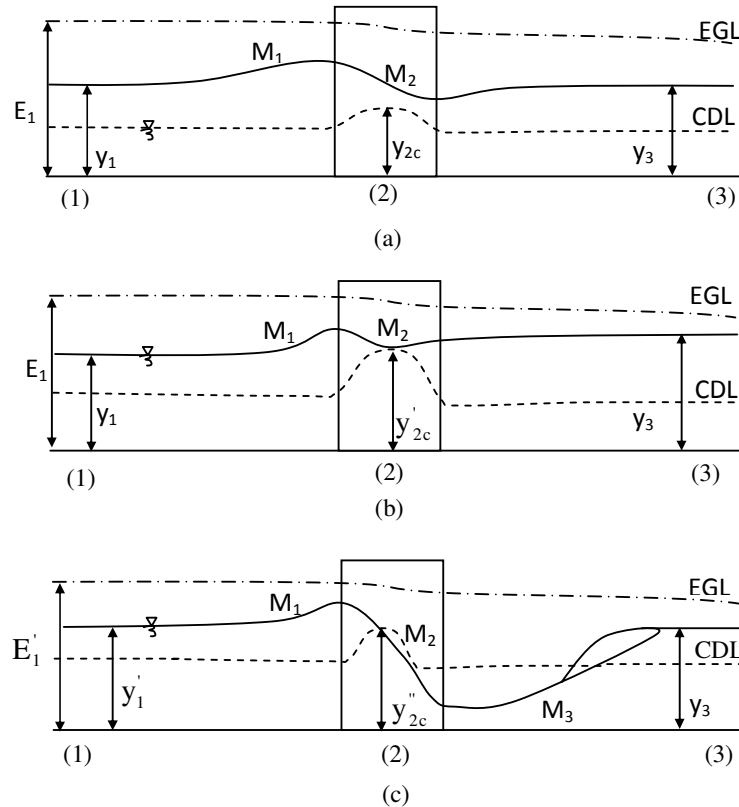 EGL
M₁
M₂
E₁
CDL
y₁
y₂c
y₃
(1)
(2)
(3)
(a)
EGL
M₁
M₂
E₁
CDL
y₁
y'₂c
y₃
(1)
(2)
(3)
(b)
EGL
M₁
M₂
E'₁
CDL
y'₁
y''₂c
M₃
y₃
(1)
(2)
(3)
(c)